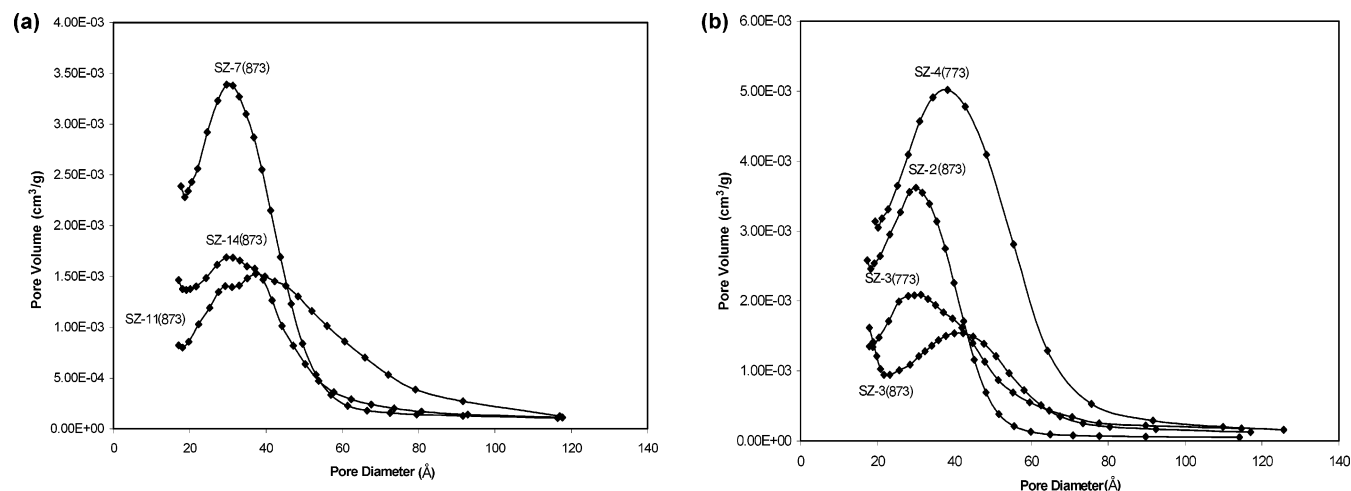 (a)
4.00E-03
3.50E-03
3.00E-03
2.50E-03
2.00E-03
1.50E-03
1.00E-03
5.00E-04
0.00E+00
Pore Volume (cm³/g)
SZ-7(873)
SZ-14(873)
SZ-11(873)
0 20 40 60 80 100 120 140
Pore Diameter (Å)
(b)
6.00E-03
5.00E-03
4.00E-03
3.00E-03
2.00E-03
1.00E-03
0.00E+00
Pore Volume (cm³/g)
SZ-4(773)
SZ-2(873)
SZ-3(773)
SZ-3(873)
0 20 40 60 80 100 120 140
Pore Diameter(Å)